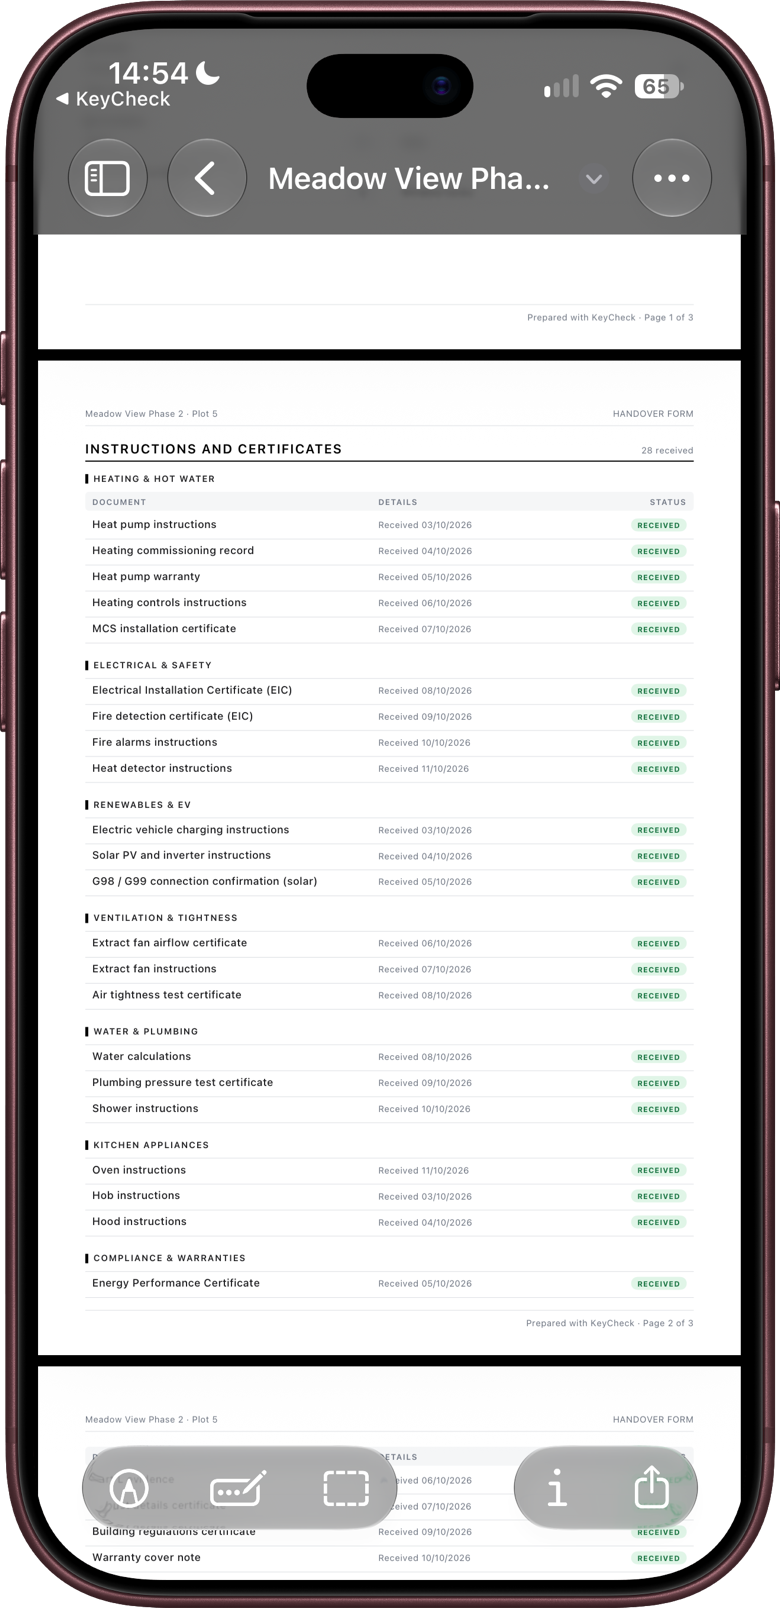 14:54
65
◀ KeyCheck
Meadow View Pha...
Prepared with KeyCheck · Page 1 of 3
Meadow View Phase 2 · Plot 5 HANDOVER FORM
INSTRUCTIONS AND CERTIFICATES 28 received
HEATING & HOT WATER
DOCUMENT DETAILS STATUS
Heat pump instructions Received 03/10/2026 RECEIVED
Heating commissioning record Received 04/10/2026 RECEIVED
Heat pump warranty Received 05/10/2026 RECEIVED
Heating controls instructions Received 06/10/2026 RECEIVED
MCS installation certificate Received 07/10/2026 RECEIVED
ELECTRICAL & SAFETY
Electrical Installation Certificate (EIC) Received 08/10/2026 RECEIVED
Fire detection certificate (EIC) Received 09/10/2026 RECEIVED
Fire alarms instructions Received 10/10/2026 RECEIVED
Heat detector instructions Received 11/10/2026 RECEIVED
RENEWABLES & EV
Electric vehicle charging instructions Received 03/10/2026 RECEIVED
Solar PV and inverter instructions Received 04/10/2026 RECEIVED
G98 / G99 connection confirmation (solar) Received 05/10/2026 RECEIVED
VENTILATION & TIGHTNESS
Extract fan airflow certificate Received 06/10/2026 RECEIVED
Extract fan instructions Received 07/10/2026 RECEIVED
Air tightness test certificate Received 08/10/2026 RECEIVED
WATER & PLUMBING
Water calculations Received 08/10/2026 RECEIVED
Plumbing pressure test certificate Received 09/10/2026 RECEIVED
Shower instructions Received 10/10/2026 RECEIVED
KITCHEN APPLIANCES
Oven instructions Received 11/10/2026 RECEIVED
Hob instructions Received 03/10/2026 RECEIVED
Hood instructions Received 04/10/2026 RECEIVED
COMPLIANCE & WARRANTIES
Energy Performance Certificate Received 05/10/2026 RECEIVED
Prepared with KeyCheck · Page 2 of 3
Meadow View Phase 2 · Plot 5 HANDOVER FORM
evidence 06/10/2026
details certificate 07/10/2026
Building regulations certificate Received 09/10/2026 RECEIVED
Warranty cover note Received 10/10/2026 RECEIVED